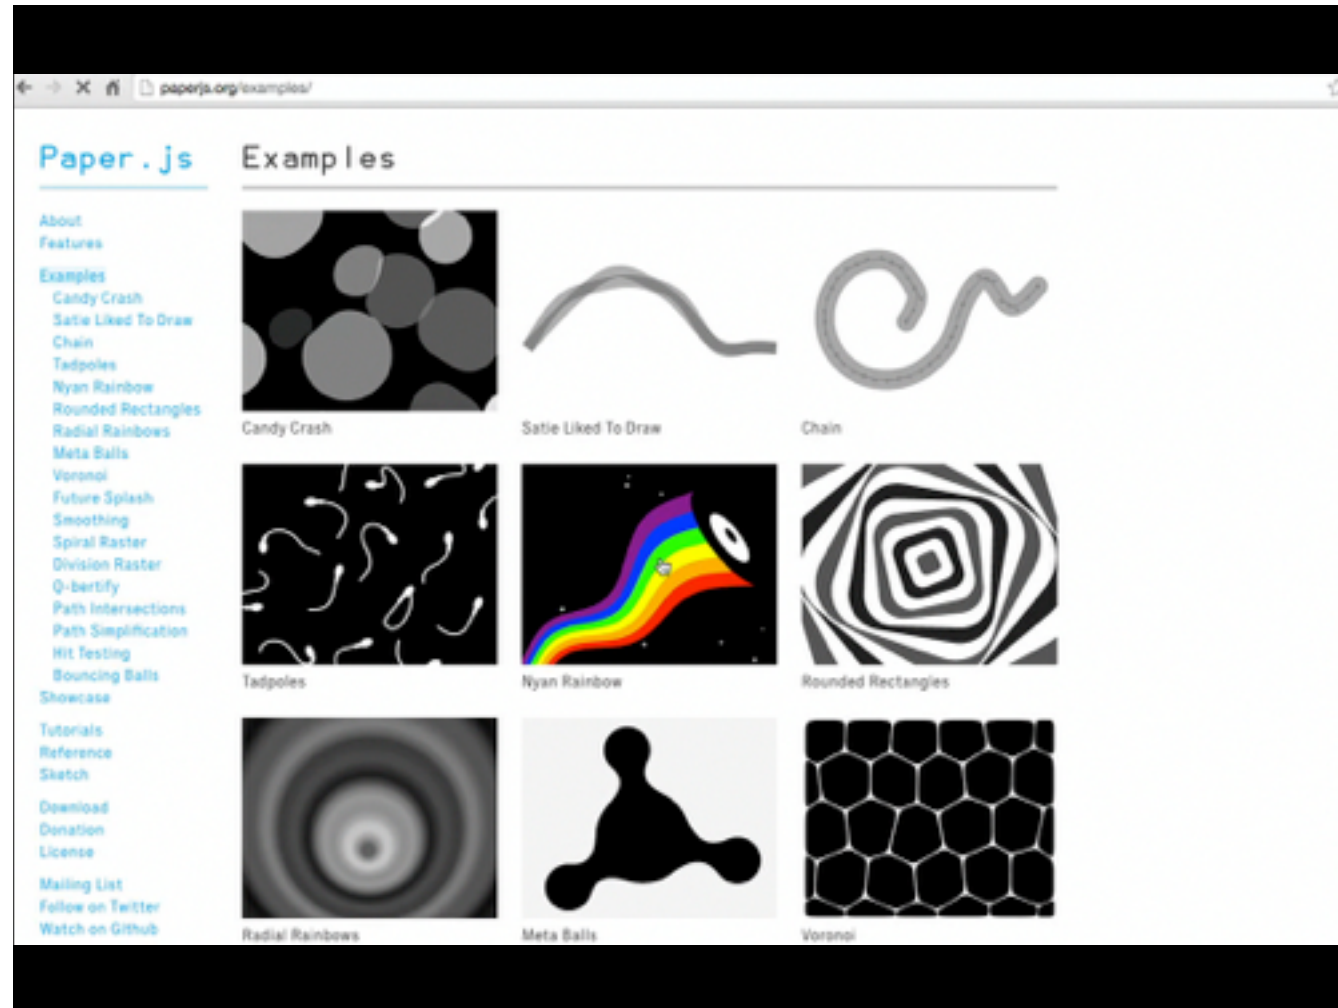 paperjs.org/examples/
Paper.js
Examples
About
Features
Examples
Candy Crash
Satie Liked To Draw
Chain
Tadpoles
Nyan Rainbow
Rounded Rectangles
Radial Rainbows
Meta Balls
Voronoi
Future Splash
Smoothing
Spiral Raster
Division Raster
Q-bertify
Path Intersections
Path Simplification
Hit Testing
Bouncing Balls
Showcase
Tutorials
Reference
Sketch
Download
Donation
License
Mailing List
Follow on Twitter
Watch on Github
Candy Crash
Satie Liked To Draw
Chain
Tadpoles
Nyan Rainbow
Rounded Rectangles
Radial Rainbows
Meta Balls
Voronoi